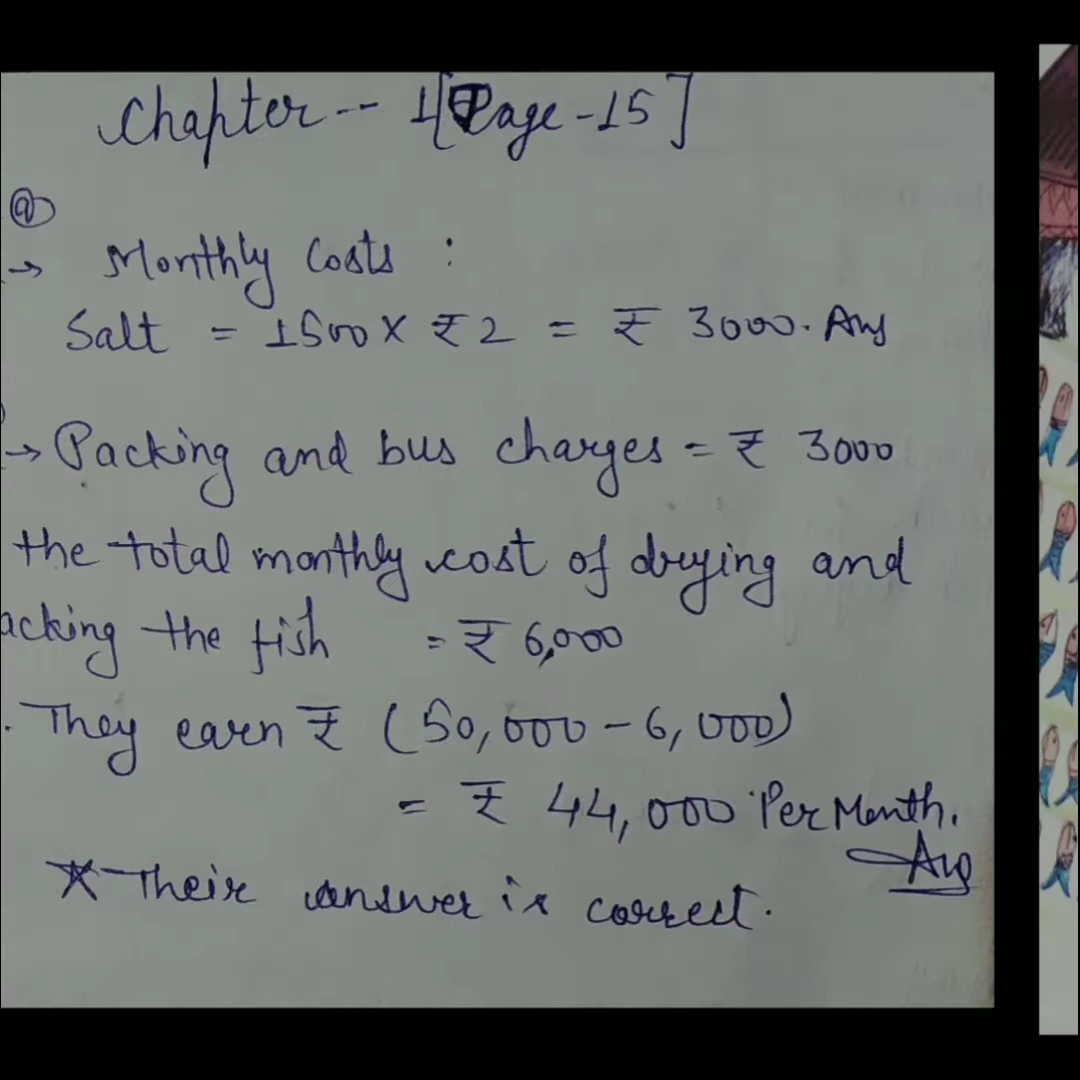 Chapter -- 1[Page -15]
a
→ Monthly Costs :
Salt = 1500 X ₹ 2 = ₹ 3000. Ans
→ Packing and bus charges = ₹ 3000
the total monthly cost of drying and
acking the fish = ₹ 6,000
. They earn ₹ (50,000 - 6,000)
= ₹ 44,000 Per Month.
Ans
* Their answer is correct.